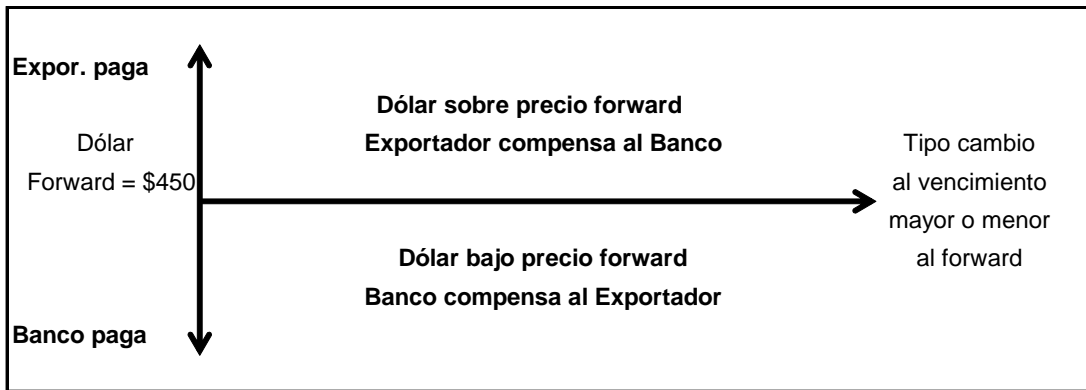 Expor. paga
Dólar sobre precio forward
Dólar
Exportador compensa al Banco
Tipo cambio
Forward = $450
al vencimiento
mayor o menor
Dólar bajo precio forward
al forward
Banco compensa al Exportador
Banco paga